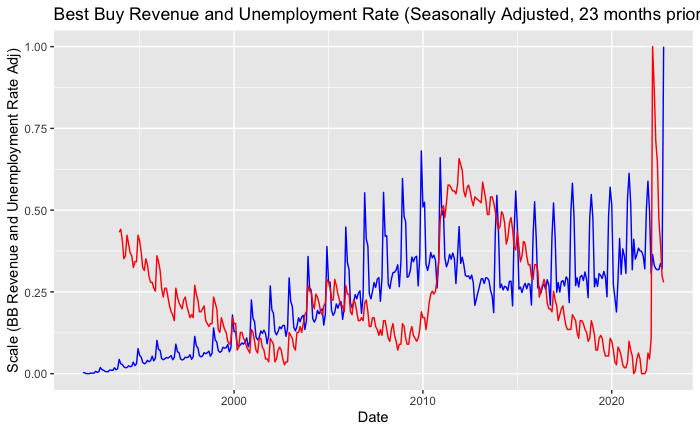 Best Buy Revenue and Unemployment Rate (Seasonally Adjusted, 23 months prior
Scale (BB Revenue and Unemployment Rate Adj)
1.00
0.75
0.50
0.25
0.00
2000
2010
2020
Date